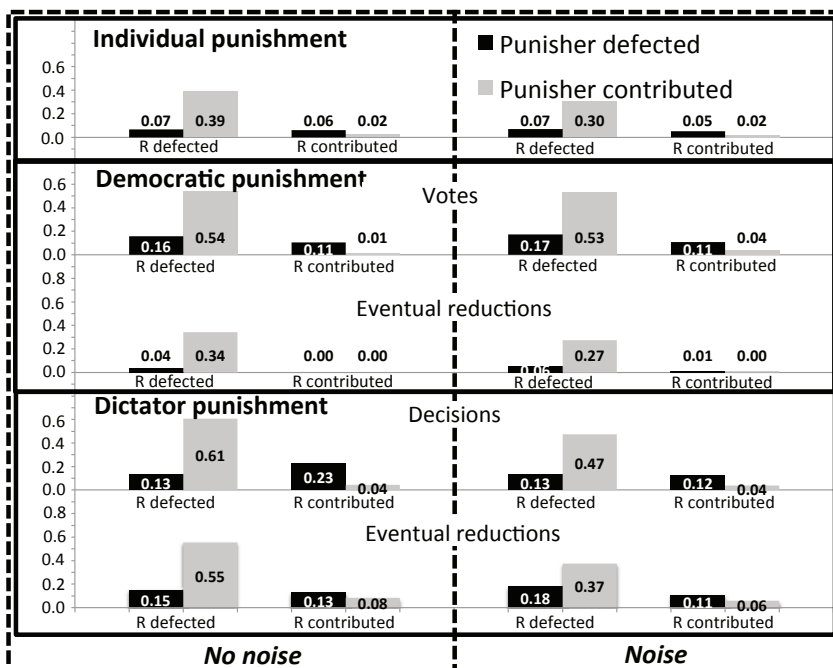 Individual punishment
■ Punisher defected
■ Punisher contributed
0.6
0.4
0.2
0.0
0.07 0.39 0.06 0.02 0.07 0.30 0.05 0.02
R defected R contributed R defected R contributed
Democratic punishment
Votes
0.6
0.4
0.2
0.0
0.16 0.54 0.11 0.01 0.17 0.53 0.11 0.04
R defected R contributed R defected R contributed
Eventual reductions
0.6
0.4
0.2
0.0
0.04 0.34 0.00 0.00 0.06 0.27 0.01 0.00
R defected R contributed R defected R contributed
Dictator punishment
Decisions
0.6
0.4
0.2
0.0
0.13 0.61 0.23 0.04 0.13 0.47 0.12 0.04
R defected R contributed R defected R contributed
Eventual reductions
0.8
0.6
0.4
0.2
0.0
0.15 0.55 0.13 0.08 0.18 0.37 0.11 0.06
R defected R contributed R defected R contributed
No noise Noise